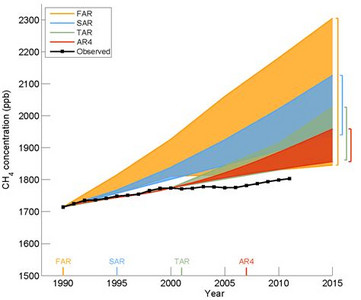 FAR
SAR
TAR
AR4
Observed
2300
2200
2100
2000
1900
1800
1700
1600
1500
CH4 concentration (ppb)
FAR SAR TAR AR4
1990 1995 2000 2005 2010 2015
Year